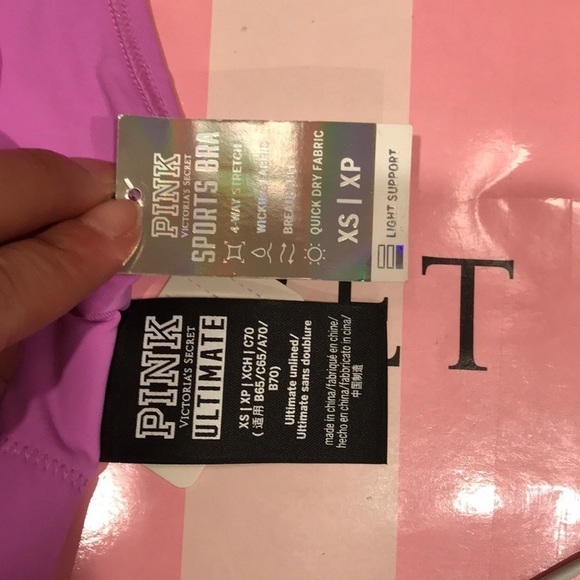 PINK
VICTORIA'S SECRET
SPORTS BRA
4-WAY STRETCH
WICKING FABRIC
QUICK DRY FABRIC
XS | XP
LIGHT SUPPORT
PINK
VICTORIA'S SECRET
ULTIMATE
XS | XP | XCH | C70
(适用 B65/C65/A70/
B70)
Ultimate unlined/
Ultimate sans doublure
made in china/fabriqué en chine/
hecho en china/fabbricato in cina/
中国制造
ET